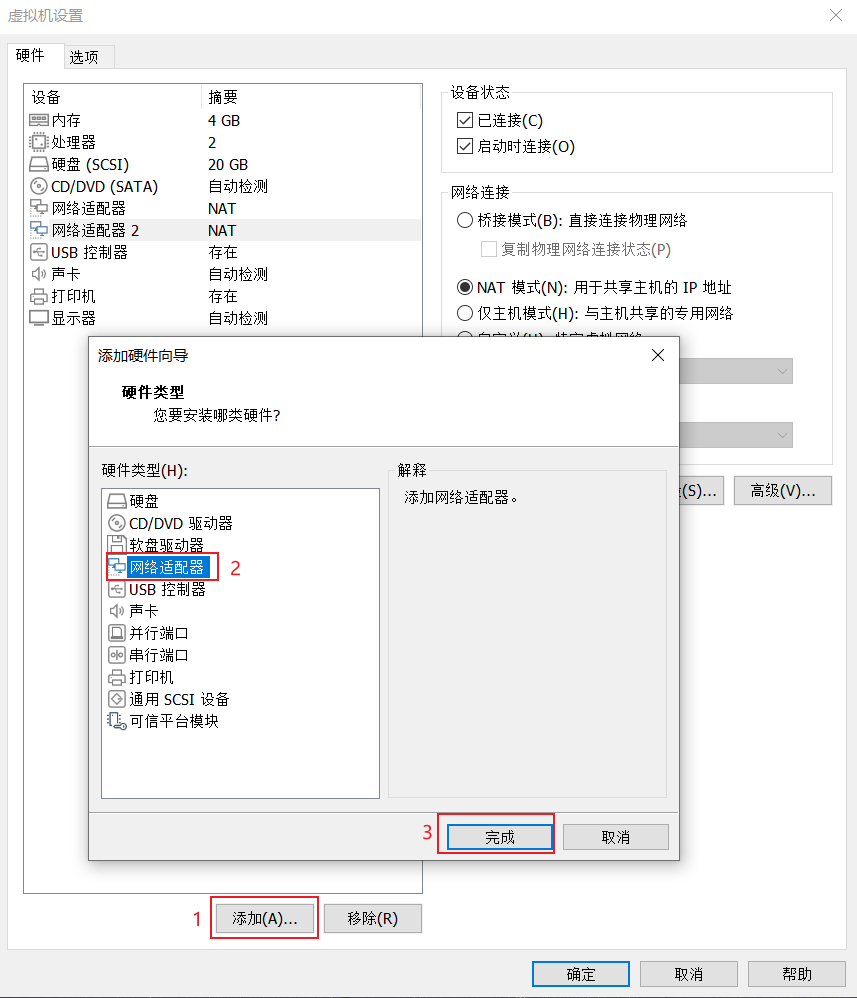 虚拟机设置
硬件 选项
设备 摘要
内存 4 GB
处理器 2
硬盘 (SCSI) 20 GB
CD/DVD (SATA) 自动检测
网络适配器 NAT
网络适配器 2 NAT
USB 控制器 存在
声卡 自动检测
打印机 存在
显示器 自动检测
设备状态
已连接(C)
启动时连接(O)
网络连接
桥接模式(B): 直接连接物理网络
复制物理网络连接状态(P)
NAT 模式(N): 用于共享主机的 IP 地址
仅主机模式(H): 与主机共享的专用网络
(S)...
高级(V)...
添加硬件向导
硬件类型
您要安装哪类硬件?
硬件类型(H):
硬盘
CD/DVD 驱动器
软盘驱动器
网络适配器 2
USB 控制器
声卡
并行端口
串行端口
打印机
通用 SCSI 设备
可信平台模块
解释
添加网络适配器。
3 完成 取消
1 添加(A)... 移除(R)
确定 取消 帮助